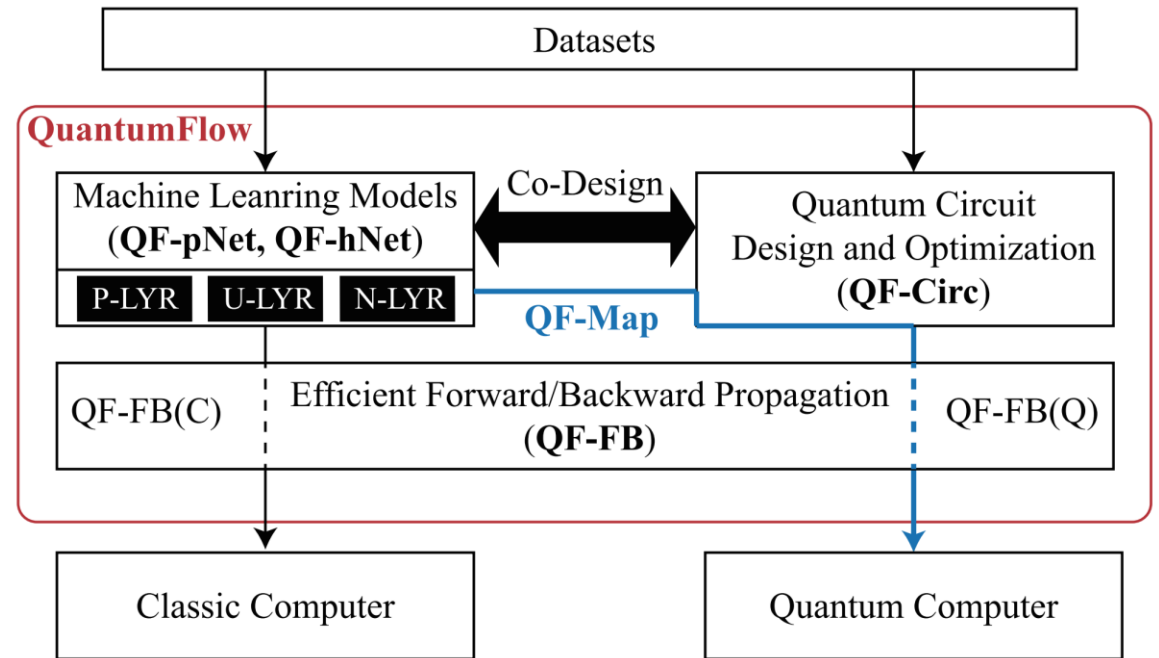 Datasets
QuantumFlow
Machine Leanring Models
(QF-pNet, QF-hNet)
P-LYR U-LYR N-LYR
Co-Design
Quantum Circuit
Design and Optimization
(QF-Circ)
QF-Map
QF-FB(C)
Efficient Forward/Backward Propagation
(QF-FB)
QF-FB(Q)
Classic Computer
Quantum Computer